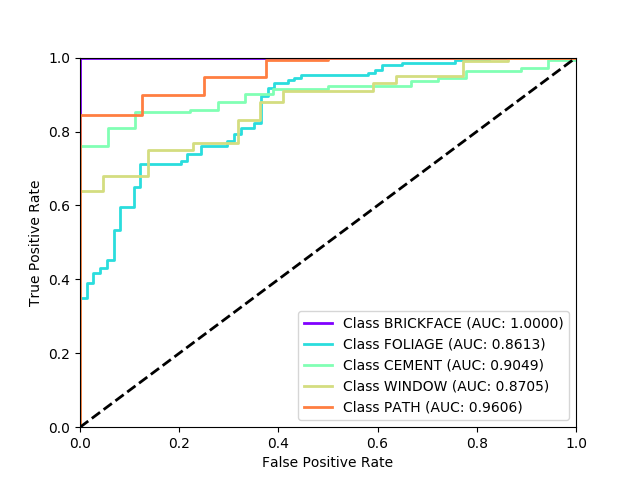 1.0
0.8
0.6
0.4
0.2
0.0
True Positive Rate
Class BRICKFACE (AUC: 1.0000)
Class FOLIAGE (AUC: 0.8613)
Class CEMENT (AUC: 0.9049)
Class WINDOW (AUC: 0.8705)
Class PATH (AUC: 0.9606)
0.0 0.2 0.4 0.6 0.8 1.0
False Positive Rate